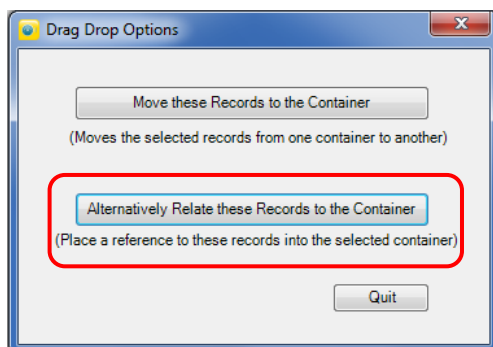 Drag Drop Options
Move these Records to the Container
(Moves the selected records from one container to another)
Alternatively Relate these Records to the Container
(Place a reference to these records into the selected container)
Quit